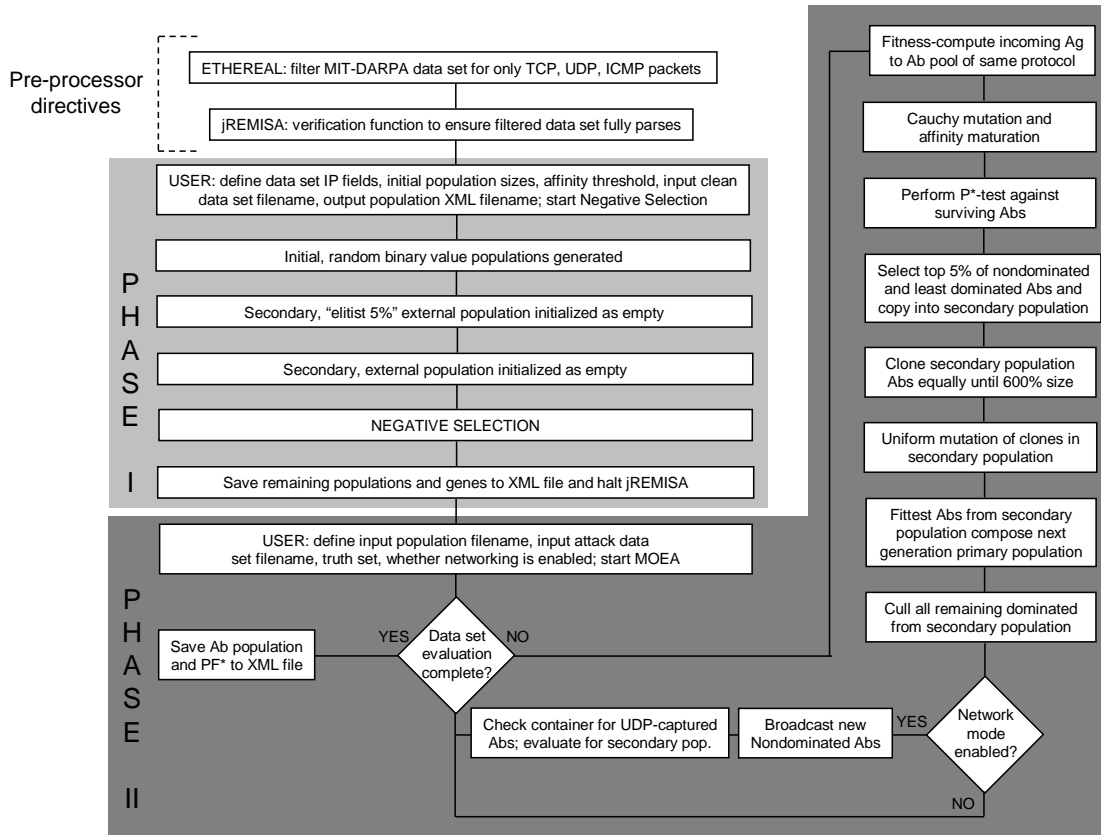 Pre-processor
directives
ETHEREAL: filter MIT-DARPA data set for only TCP, UDP, ICMP packets
jREMISA: verification function to ensure filtered data set fully parses
PHASE I
USER: define data set IP fields, initial population sizes, affinity threshold, input clean
data set filename, output population XML filename; start Negative Selection
Initial, random binary value populations generated
Secondary, “elitist 5%” external population initialized as empty
Secondary, external population initialized as empty
NEGATIVE SELECTION
Save remaining populations and genes to XML file and halt jREMISA
PHASE II
USER: define input population filename, input attack data
set filename, truth set, whether networking is enabled; start MOEA
Data set
evaluation
complete?
YES
NO
Save Ab population
and PF* to XML file
Fitness-compute incoming Ag
to Ab pool of same protocol
Cauchy mutation and
affinity maturation
Perform P*-test against
surviving Abs
Select top 5% of nondominated
and least dominated Abs and
copy into secondary population
Clone secondary population
Abs equally until 600% size
Uniform mutation of clones in
secondary population
Fittest Abs from secondary
population compose next
generation primary population
Cull all remaining dominated
from secondary population
Network
mode
enabled?
YES
NO
Broadcast new
Nondominated Abs
Check container for UDP-captured
Abs; evaluate for secondary pop.